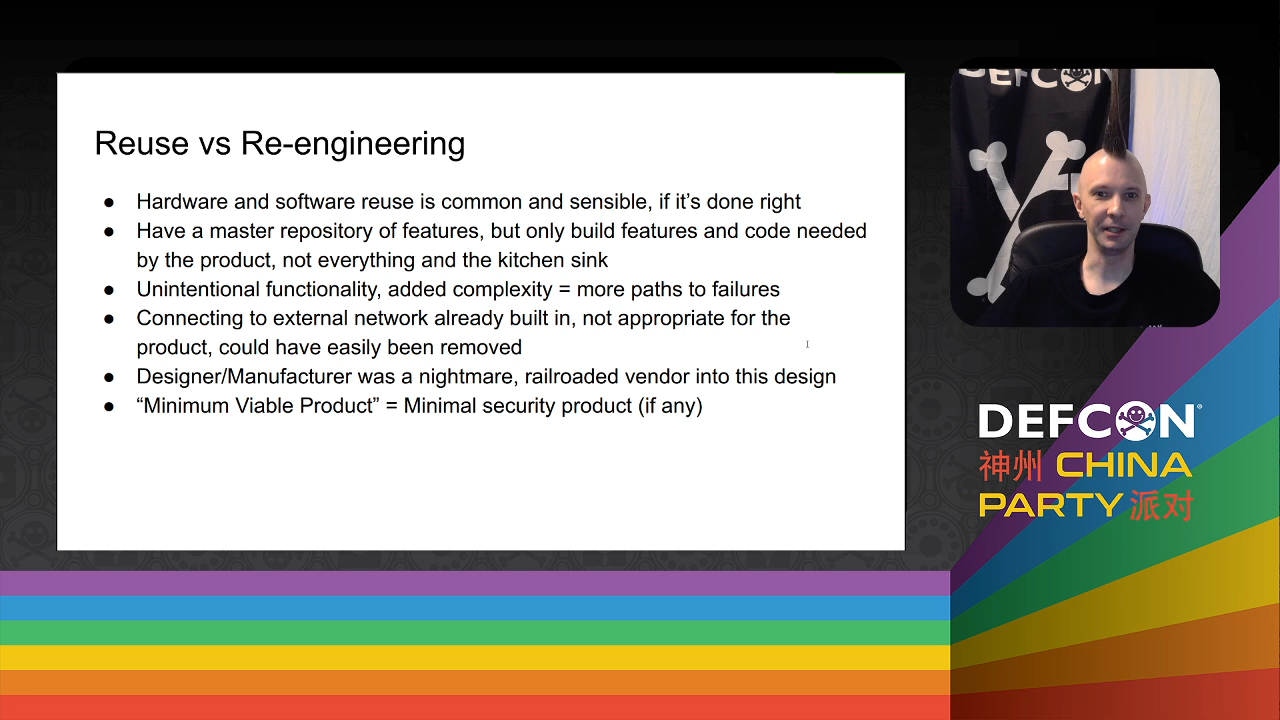 Reuse vs Re-engineering
● Hardware and software reuse is common and sensible, if it’s done right
● Have a master repository of features, but only build features and code needed
by the product, not everything and the kitchen sink
● Unintentional functionality, added complexity = more paths to failures
● Connecting to external network already built in, not appropriate for the
product, could have easily been removed
● Designer/Manufacturer was a nightmare, railroaded vendor into this design
● “Minimum Viable Product” = Minimal security product (if any)
DEFCON
DEFCON®
神州 CHINA
PARTY 派对